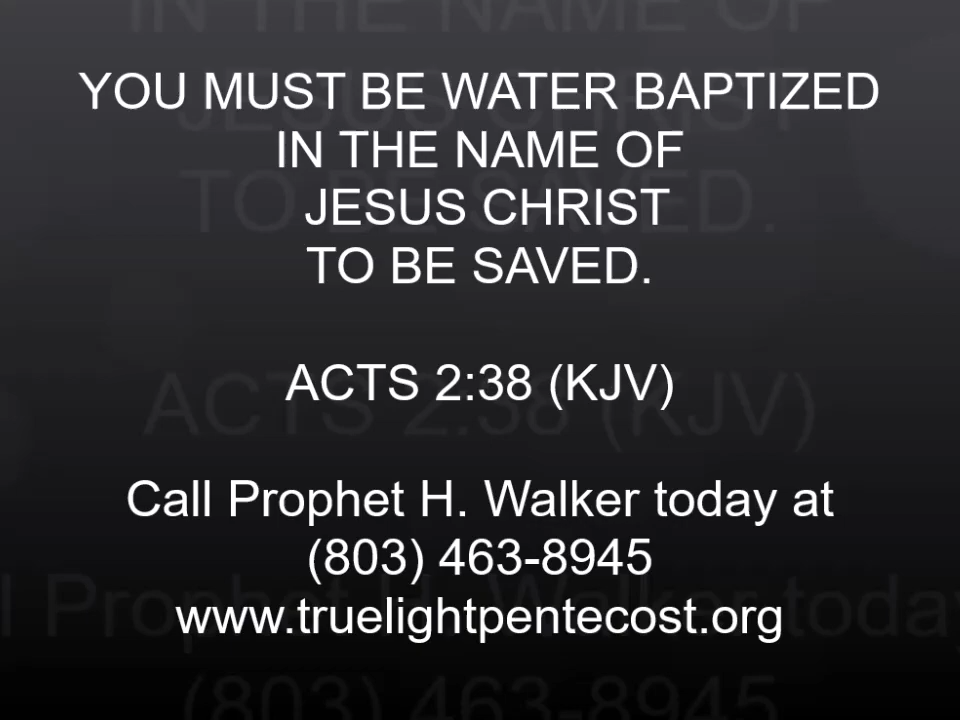 YOU MUST BE WATER BAPTIZED
IN THE NAME OF
JESUS CHRIST
TO BE SAVED.
ACTS 2:38 (KJV)
Call Prophet H. Walker today at
(803) 463-8945
www.truelightpentecost.org